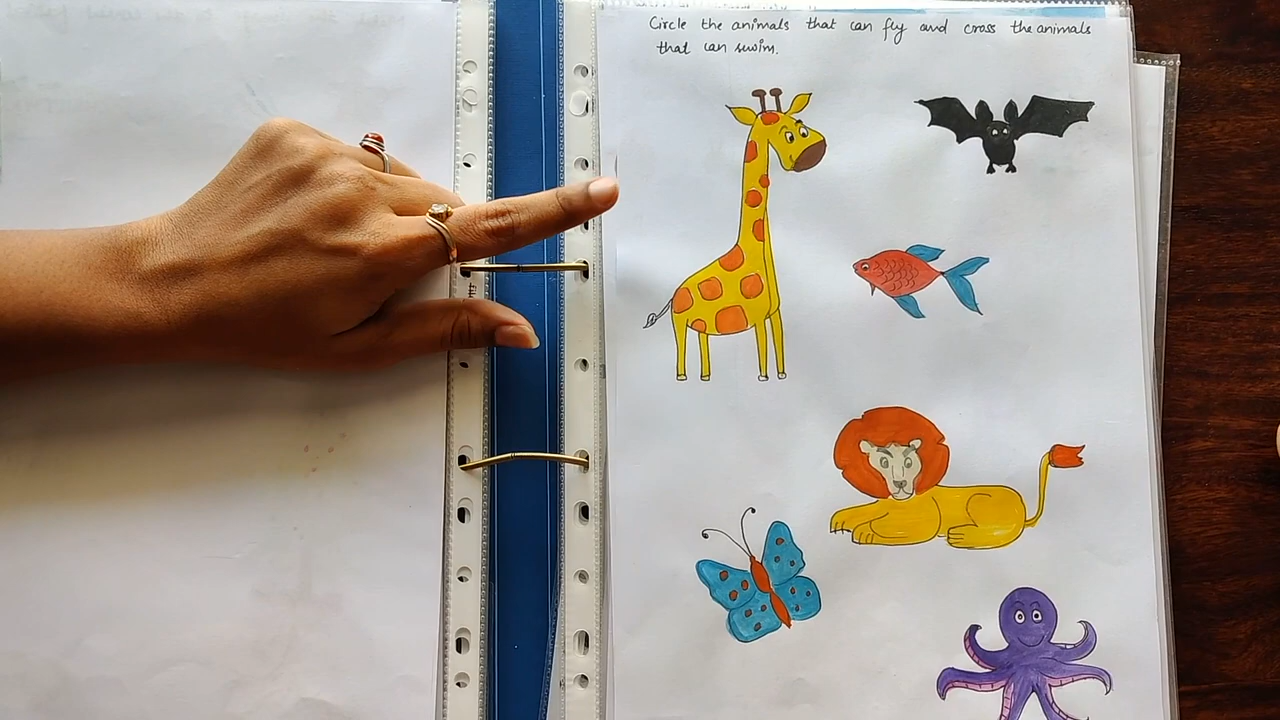 Circle the animals that can fly and cross the animals
that can swim.